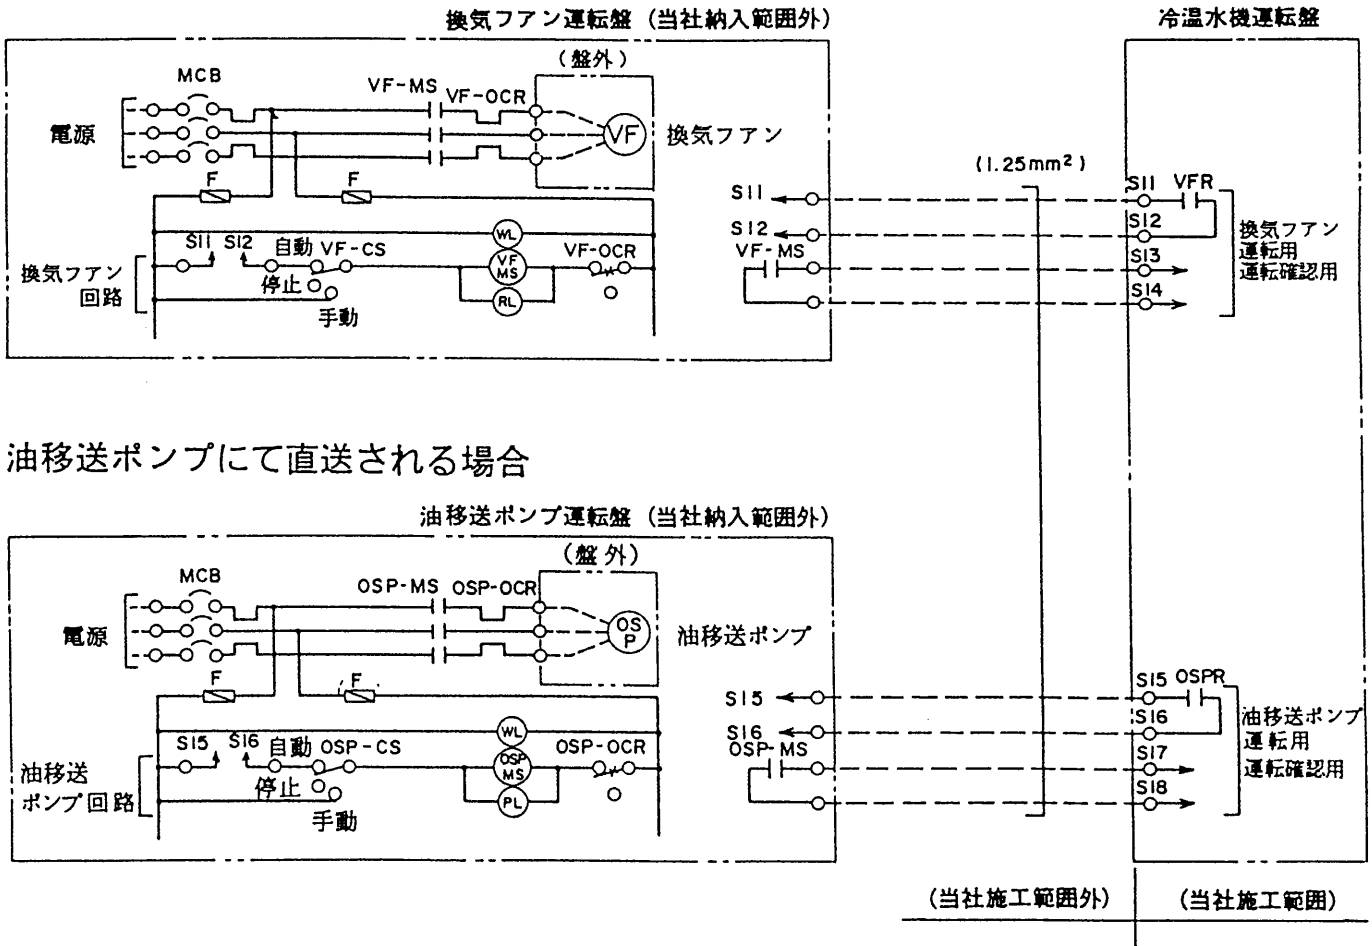 換気フアン運転盤 (当社納入範囲外)
冷温水機運転盤
(盤外)
MCB
VF-MS
VF-OCR
電源
VF
換気フアン
(1.25mm²)
F
F
S11
S11
VFR
WL
S12
S12
換気フアン
運転用
S11
S12
自動
VF-CS
VF
MS
VF-OCR
VF-MS
S13
運転確認用
換気フアン
回路
停止
RL
S14
手動
油移送ポンプにて直送される場合
油移送ポンプ運転盤 (当社納入範囲外)
(盤外)
MCB
OSP-MS
OSP-OCR
電源
OS
P
油移送ポンプ
F
F
S15
S15
OSPR
WL
S16
S16
油移送ポンプ
運転用
S15
S16
自動
OSP-CS
OSP
MS
OSP-OCR
OSP-MS
S17
運転確認用
油移送
ポンプ回路
停止
PL
S18
手動
(当社施工範囲外)
(当社施工範囲)